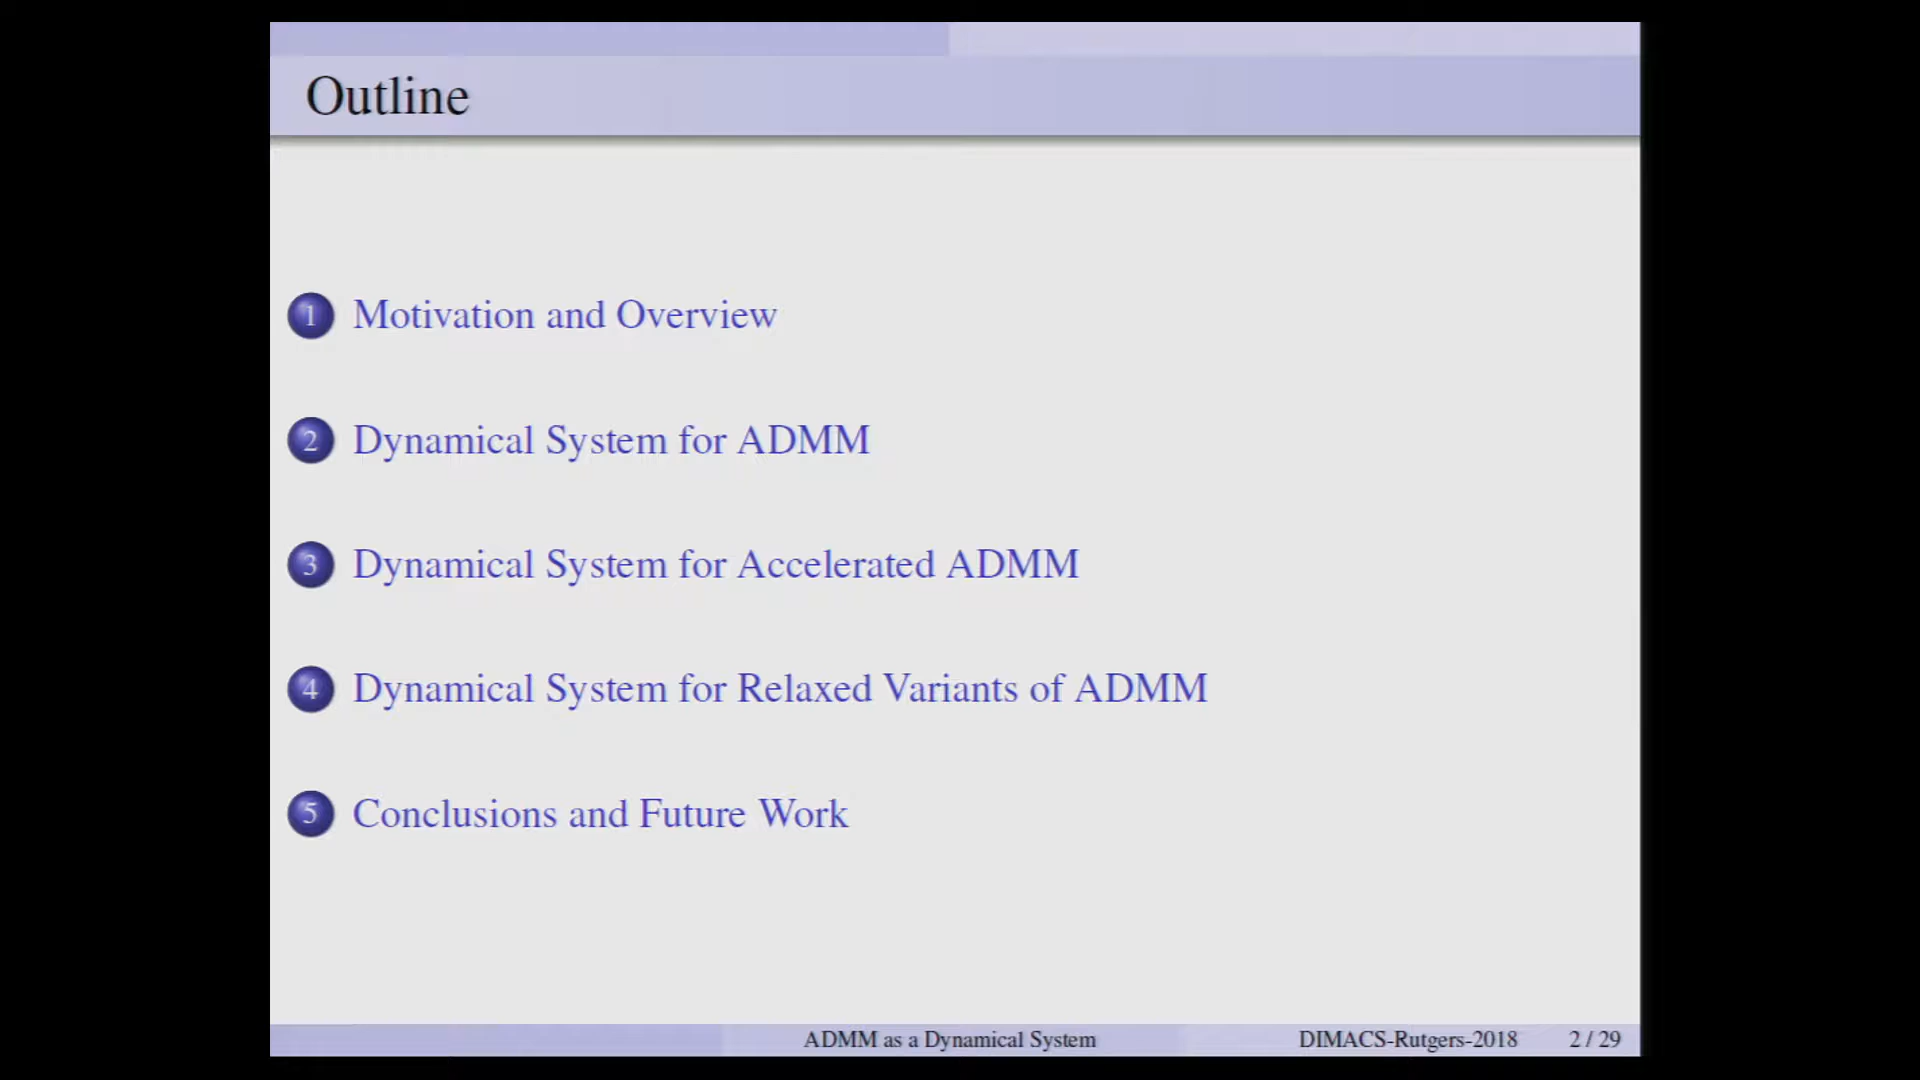 Outline
1 Motivation and Overview
2 Dynamical System for ADMM
3 Dynamical System for Accelerated ADMM
4 Dynamical System for Relaxed Variants of ADMM
5 Conclusions and Future Work
ADMM as a Dynamical System DIMACS-Rutgers-2018 2 / 29